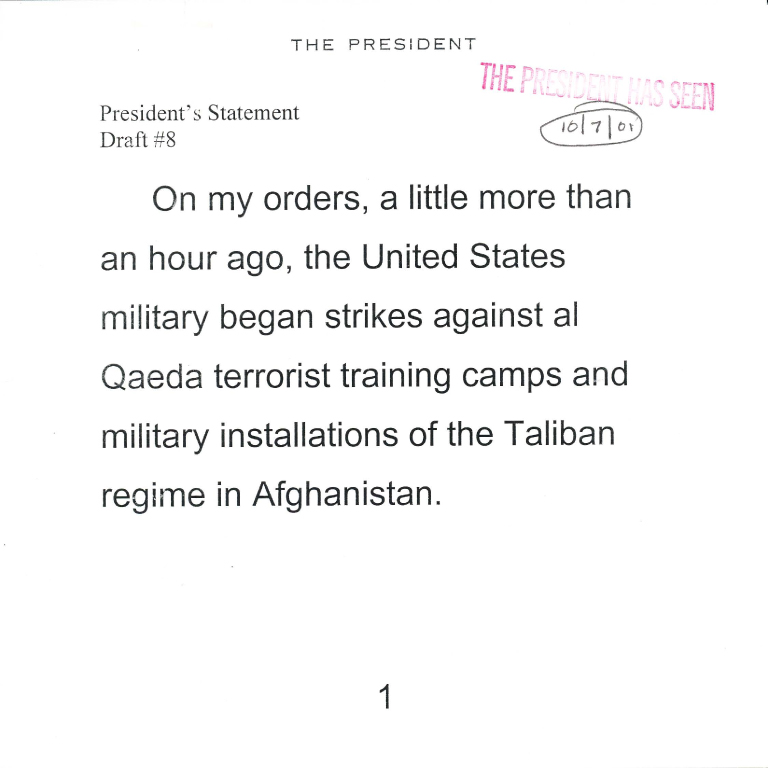 THE PRESIDENT
THE PRESIDENT HAS SEEN
President's Statement
10/7/01
Draft #8
On my orders, a little more than
an hour ago, the United States
military began strikes against al
Qaeda terrorist training camps and
military installations of the Taliban
regime in Afghanistan.
1